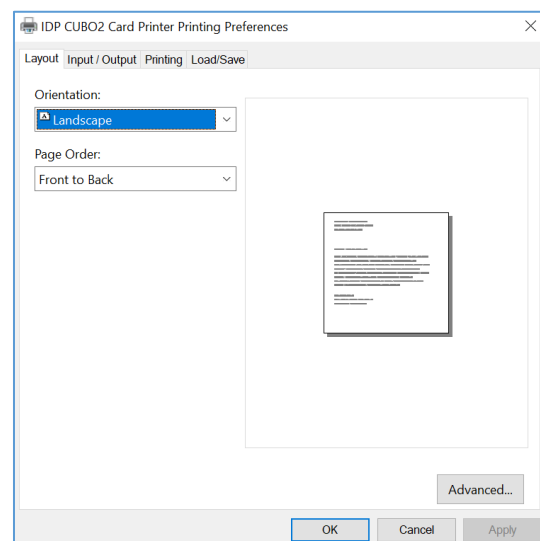 IDP CUBO2 Card Printer Printing Preferences
Layout Input / Output Printing Load/Save
Orientation:
A Landscape
Page Order:
Front to Back
Advanced...
OK Cancel Apply